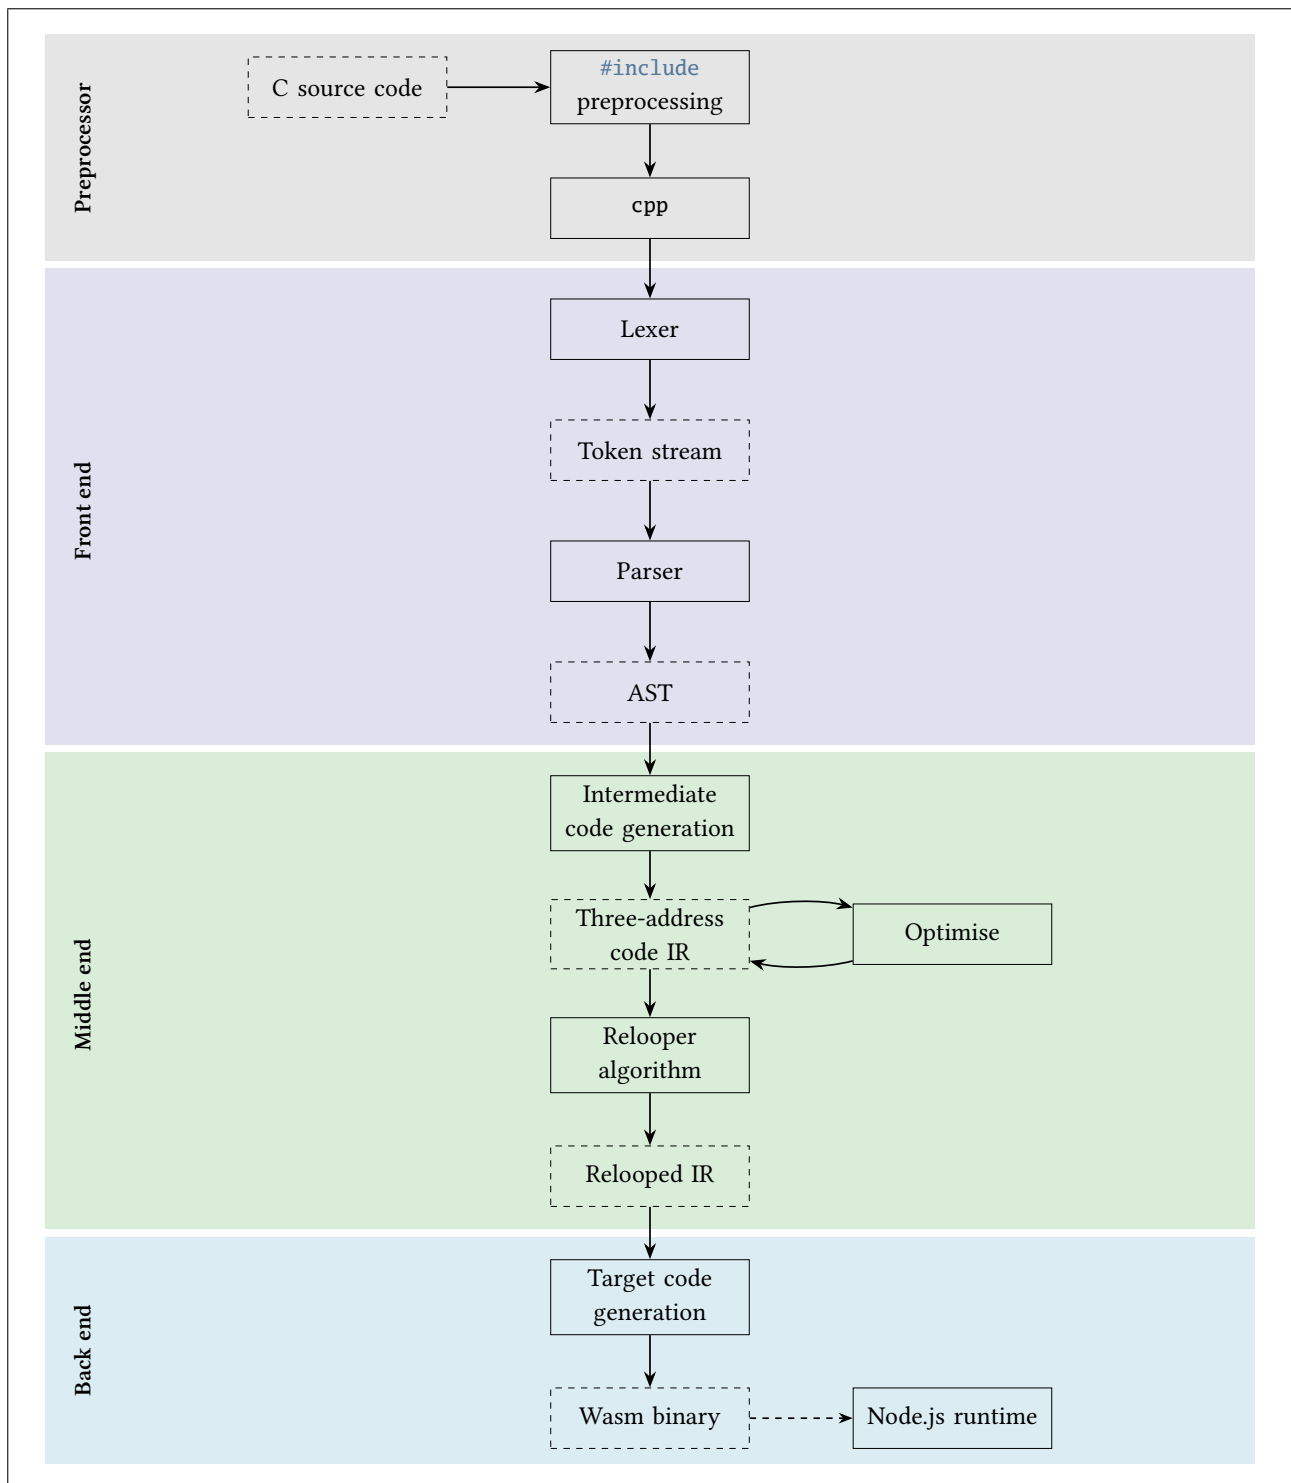 Preprocessor
C source code
#include
preprocessing
cpp
Front end
Lexer
Token stream
Parser
AST
Middle end
Intermediate
code generation
Three-address
code IR
Optimise
Relooper
algorithm
Relooped IR
Back end
Target code
generation
Wasm binary
Node.js runtime